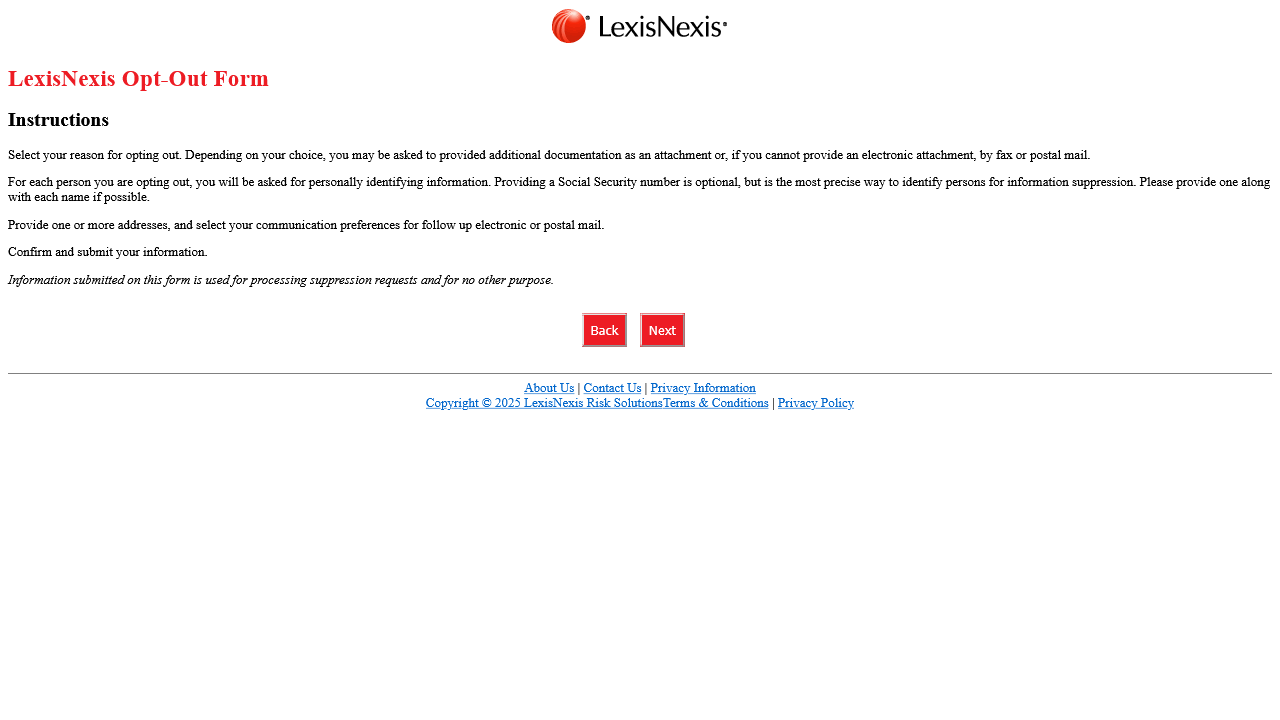 LexisNexis®
LexisNexis Opt-Out Form
Instructions
Select your reason for opting out. Depending on your choice, you may be asked to provided additional documentation as an attachment or, if you cannot provide an electronic attachment, by fax or postal mail.
For each person you are opting out, you will be asked for personally identifying information. Providing a Social Security number is optional, but is the most precise way to identify persons for information suppression. Please provide one along
with each name if possible.
Provide one or more addresses, and select your communication preferences for follow up electronic or postal mail.
Confirm and submit your information.
Information submitted on this form is used for processing suppression requests and for no other purpose.
Back Next
About Us | Contact Us | Privacy Information
Copyright © 2025 LexisNexis Risk SolutionsTerms & Conditions | Privacy Policy